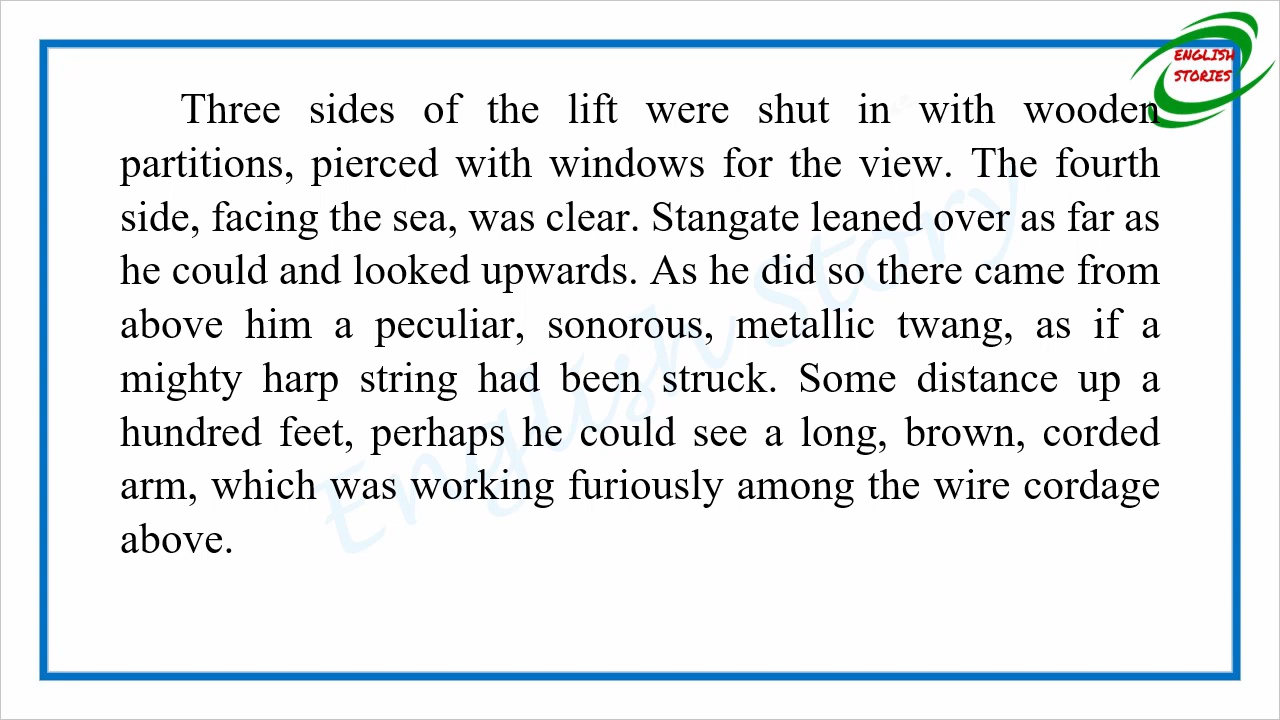 ENGLISH
STORIES
Three sides of the lift were shut in with wooden
partitions, pierced with windows for the view. The fourth
side, facing the sea, was clear. Stangate leaned over as far as
he could and looked upwards. As he did so there came from
above him a peculiar, sonorous, metallic twang, as if a
mighty harp string had been struck. Some distance up a
hundred feet, perhaps he could see a long, brown, corded
arm, which was working furiously among the wire cordage
above.
English Story